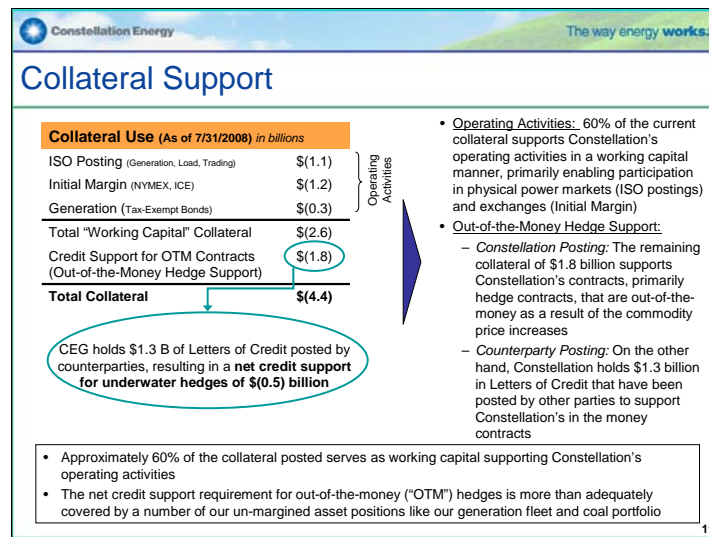 Constellation Energy
The way energy works.
Collateral Support
Collateral Use (As of 7/31/2008) in billions
ISO Posting (Generation, Load, Trading) $(1.1)
Initial Margin (NYMEX, ICE) $(1.2)
Generation (Tax-Exempt Bonds) $(0.3)
Operating
Activities
Total “Working Capital” Collateral $(2.6)
Credit Support for OTM Contracts $(1.8)
(Out-of-the-Money Hedge Support)
Total Collateral $(4.4)
CEG holds $1.3 B of Letters of Credit posted by
counterparties, resulting in a net credit support
for underwater hedges of $(0.5) billion
• Operating Activities: 60% of the current
collateral supports Constellation’s
operating activities in a working capital
manner, primarily enabling participation
in physical power markets (ISO postings)
and exchanges (Initial Margin)
• Out-of-the-Money Hedge Support:
– Constellation Posting: The remaining
collateral of $1.8 billion supports
Constellation’s contracts, primarily
hedge contracts, that are out-of-the-
money as a result of the commodity
price increases
– Counterparty Posting: On the other
hand, Constellation holds $1.3 billion
in Letters of Credit that have been
posted by other parties to support
Constellation’s in the money
contracts
• Approximately 60% of the collateral posted serves as working capital supporting Constellation’s
operating activities
• The net credit support requirement for out-of-the-money (“OTM”) hedges is more than adequately
covered by a number of our un-margined asset positions like our generation fleet and coal portfolio